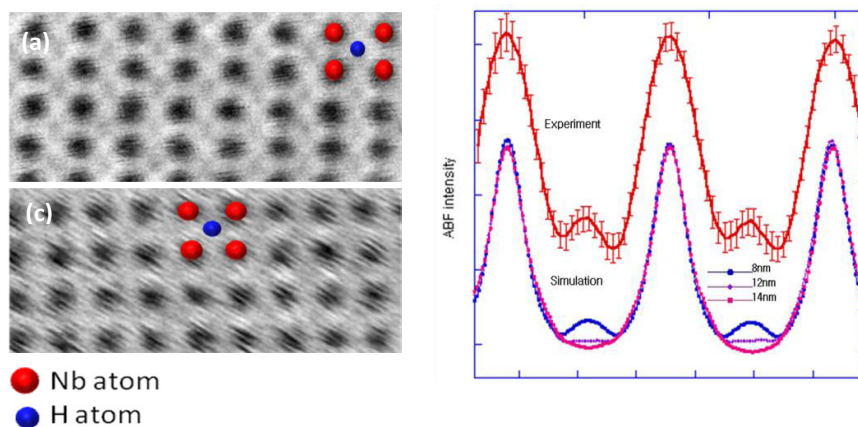 (a)
(c)
Nb atom
H atom
ABF intensity
Experiment
Simulation
8nm
12nm
14nm